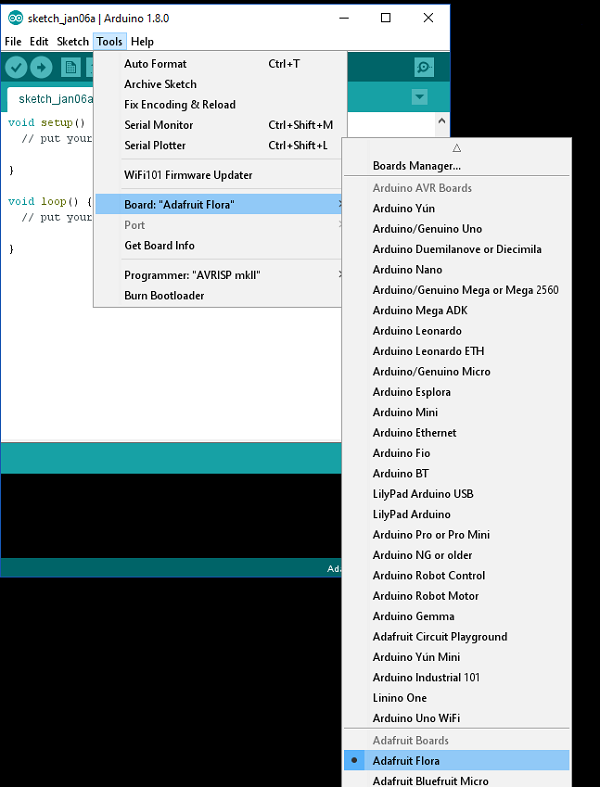 sketch_jan06a | Arduino 1.8.0
File Edit Sketch Tools Help
sketch_jan06a
void setup()
// put your
}
void loop() {
// put your
}
Auto Format Ctrl+T
Archive Sketch
Fix Encoding & Reload
Serial Monitor Ctrl+Shift+M
Serial Plotter Ctrl+Shift+L
WiFi101 Firmware Updater
Board: "Adafruit Flora"
Port
Get Board Info
Programmer: "AVRISP mkII"
Burn Bootloader
Boards Manager...
Arduino AVR Boards
Arduino Yún
Arduino/Genuino Uno
Arduino Duemilanove or Diecimila
Arduino Nano
Arduino/Genuino Mega or Mega 2560
Arduino Mega ADK
Arduino Leonardo
Arduino Leonardo ETH
Arduino/Genuino Micro
Arduino Esplora
Arduino Mini
Arduino Ethernet
Arduino Fio
Arduino BT
LilyPad Arduino USB
LilyPad Arduino
Arduino Pro or Pro Mini
Arduino NG or older
Arduino Robot Control
Arduino Robot Motor
Arduino Gemma
Adafruit Circuit Playground
Arduino Yún Mini
Arduino Industrial 101
Linino One
Arduino Uno WiFi
Adafruit Boards
Adafruit Flora
Adafruit Bluefruit Micro
Ada